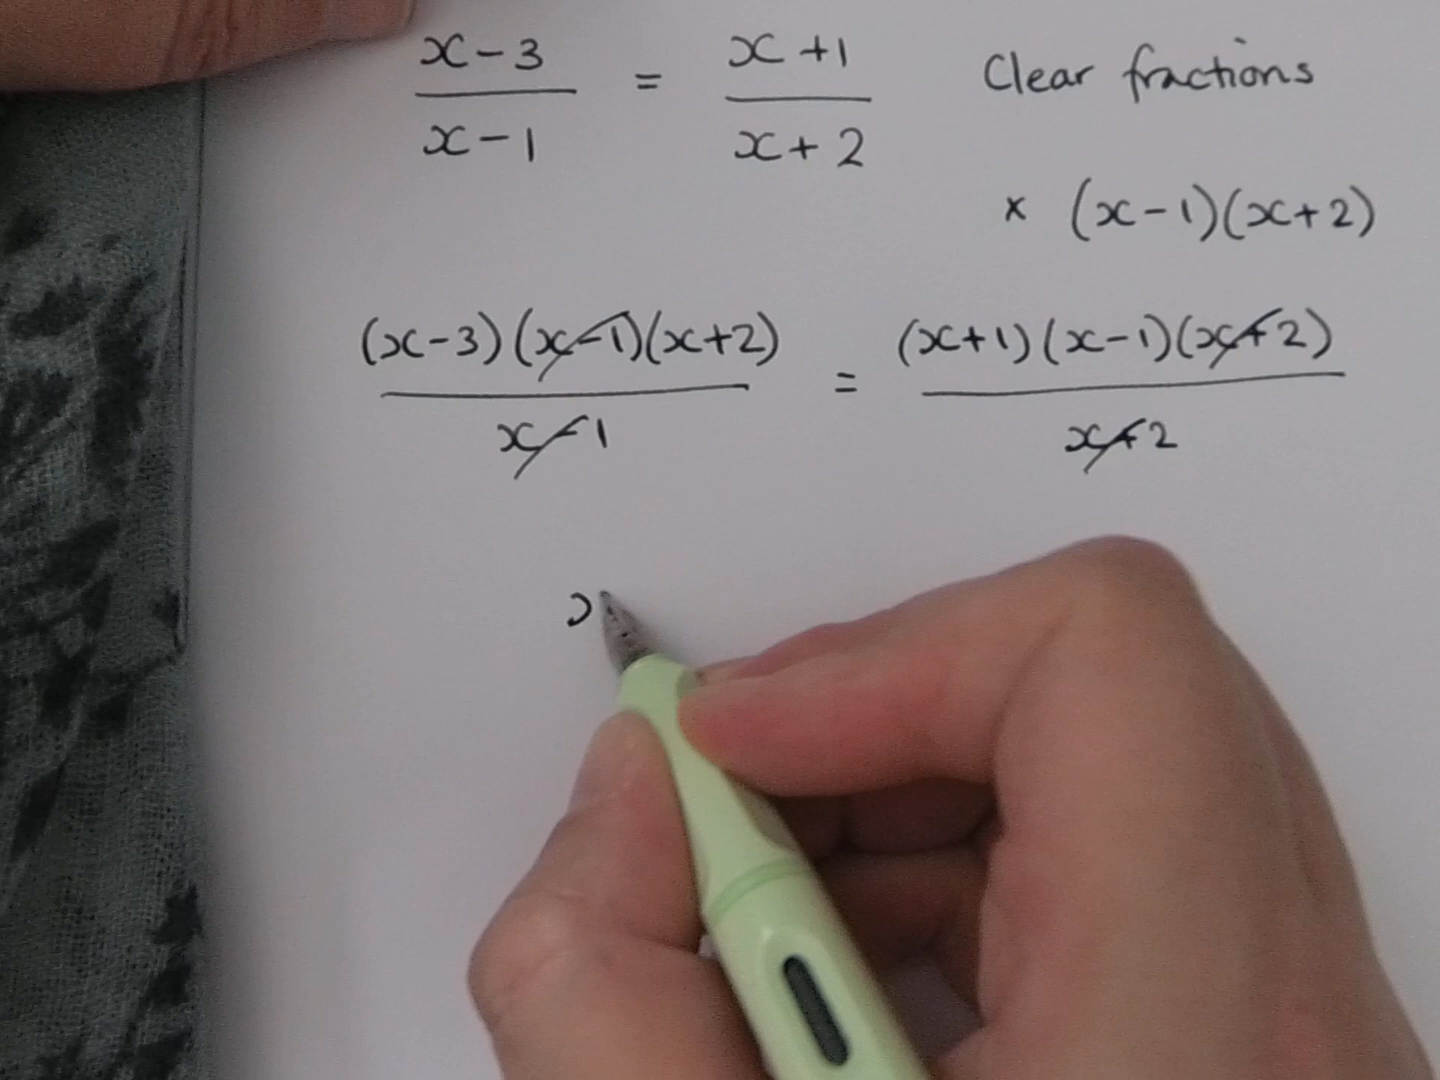 x - 3 / x - 1 = x + 1 / x + 2 Clear fractions
× (x - 1)(x + 2)
(x - 3)(x - 1)(x + 2) / x - 1 = (x + 1)(x - 1)(x + 2) / x + 2